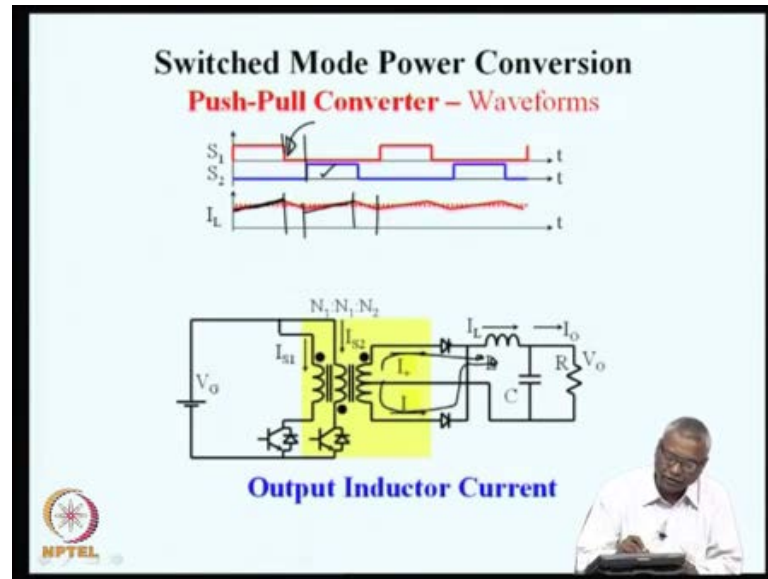 Switched Mode Power Conversion
Push-Pull Converter – Waveforms
S1 t
S2 t
IL t
N1:N1:N2
IS1
IS2
VG
I+
I-
IL
IO
C
R
VO
Output Inductor Current
NPTEL